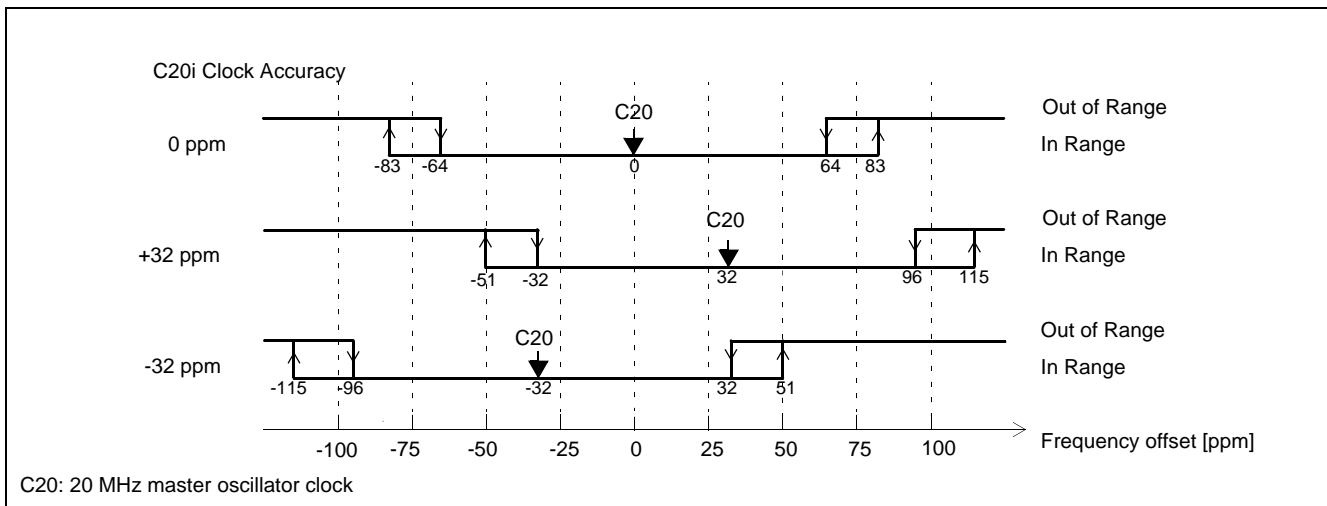 C20i Clock Accuracy
C20
Out of Range
0 ppm
In Range
-83 -64 0 64 83
C20
Out of Range
+32 ppm
In Range
-51 -32 32 96 115
C20
Out of Range
-32 ppm
In Range
-115 -96 -32 32 51
-100 -75 -50 -25 0 25 50 75 100 Frequency offset [ppm]
C20: 20 MHz master oscillator clock